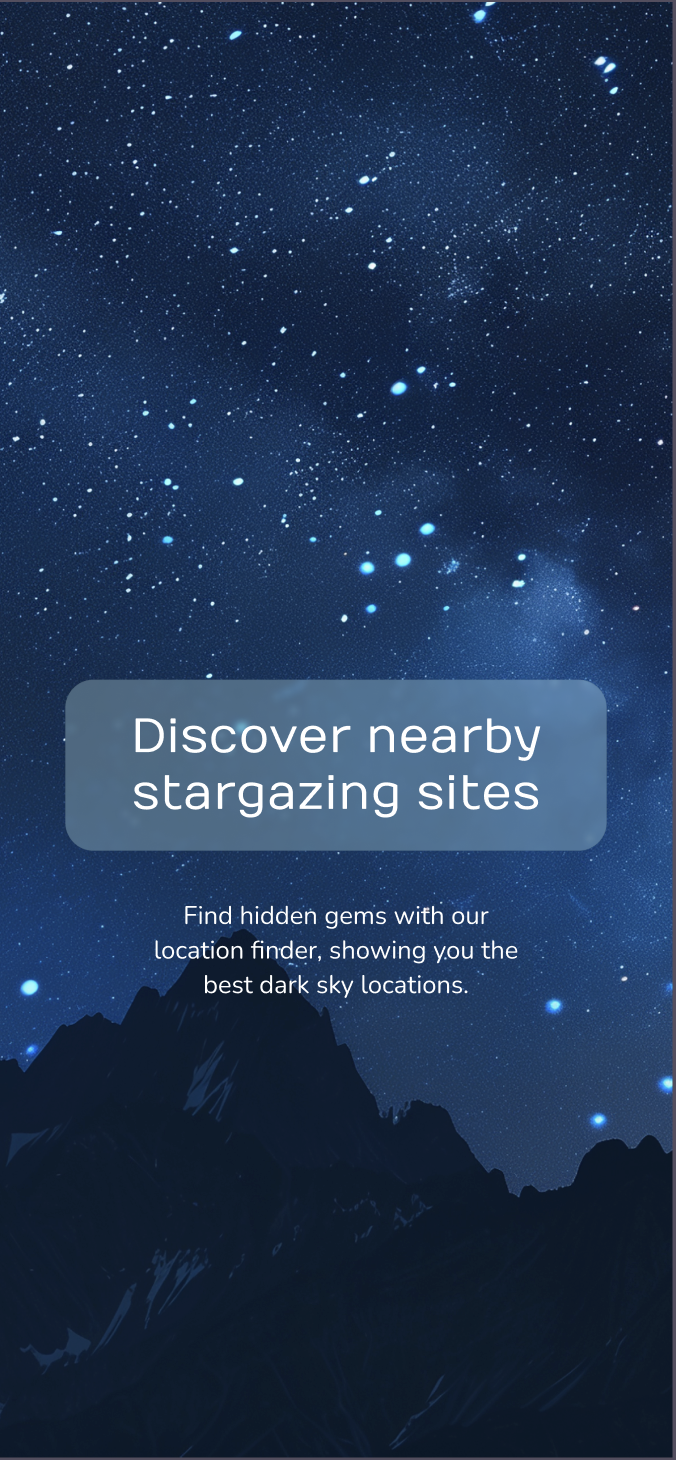 Discover nearby
stargazing sites
Find hidden gems with our
location finder, showing you the
best dark sky locations.